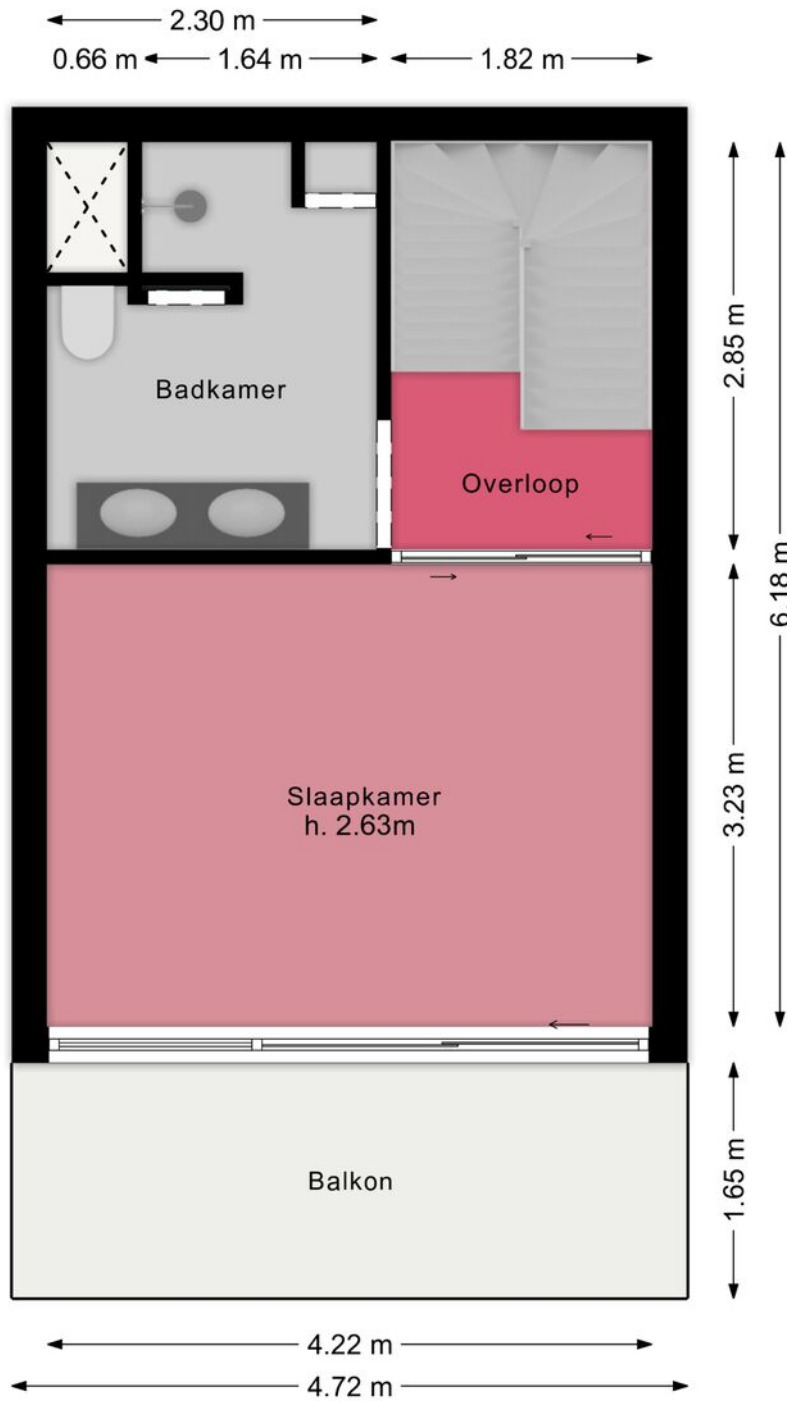 2.30 m
0.66 m
1.64 m
1.82 m
2.85 m
6.18 m
Badkamer
Overloop
3.23 m
Slaapkamer
h. 2.63m
1.65 m
Balkon
4.22 m
4.72 m